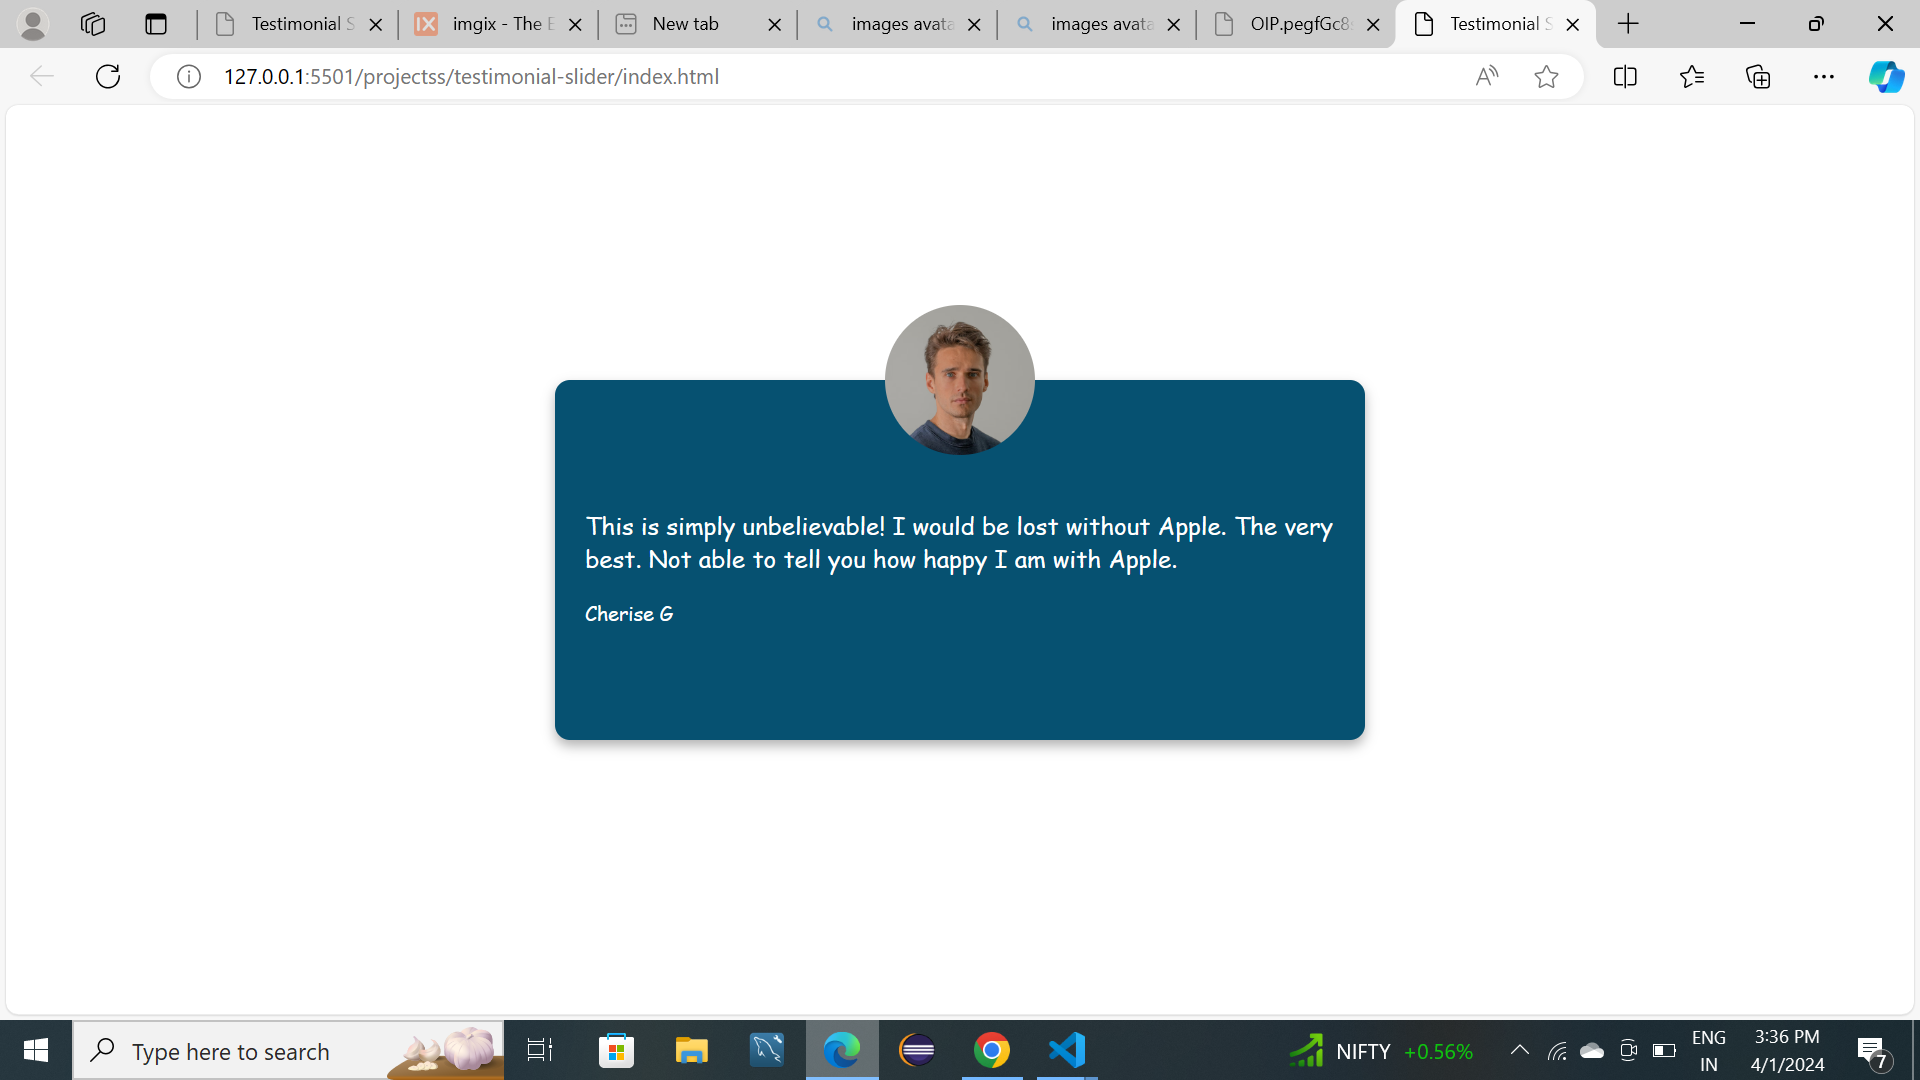 Testimonial S
imgix - The E
New tab
images avata
images avata
OIP.pegfGc8
Testimonial S
127.0.0.1:5501/projectss/testimonial-slider/index.html
This is simply unbelievable! I would be lost without Apple. The very
best. Not able to tell you how happy I am with Apple.
Cherise G
Type here to search
NIFTY +0.56%
ENG
IN
3:36 PM
4/1/2024
7